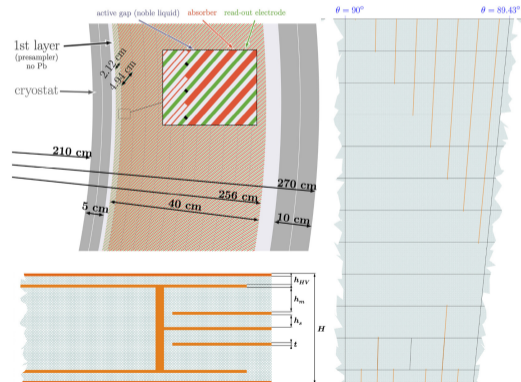 active gap (noble liquid) absorber read-out electrode
1st layer
(presampler)
no Pb
cryostat
2.12 cm
4.94 cm
210 cm
270 cm
256 cm
40 cm
5 cm
10 cm
h_HV
h_m
h_s
t
H
θ = 90°
θ = 89.43°